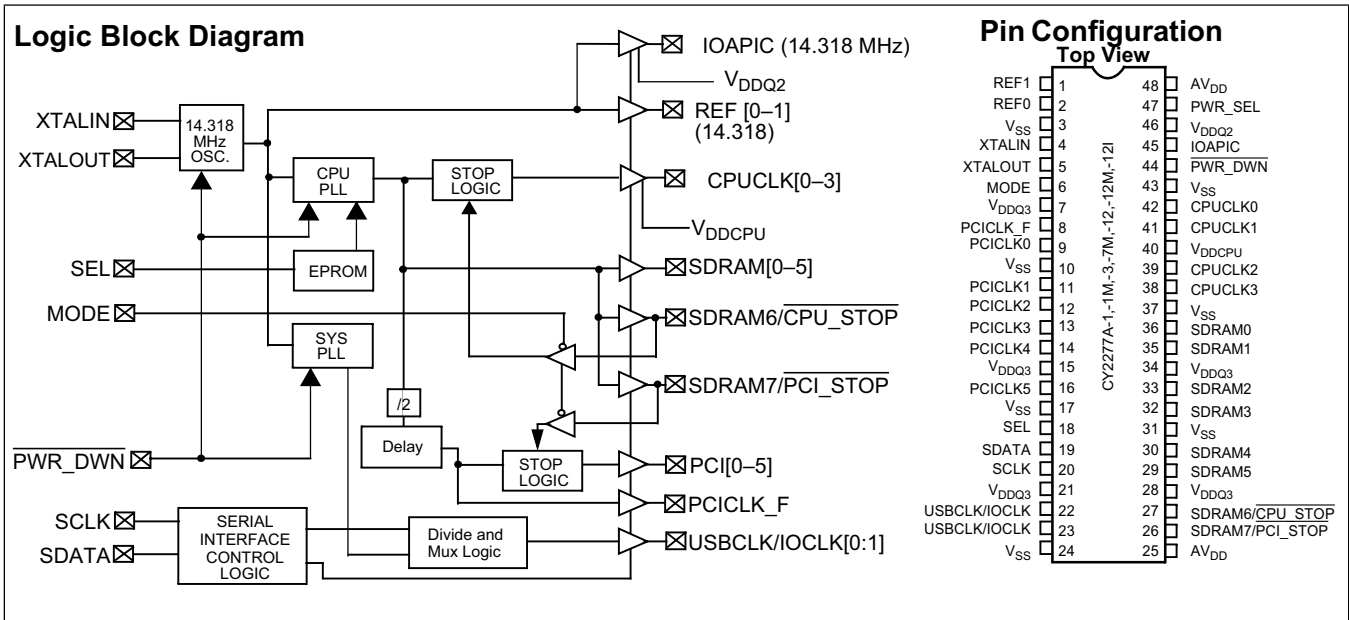 Logic Block Diagram
XTALIN
XTALOUT
14.318
MHz
OSC.
CPU
PLL
STOP
LOGIC
EPROM
SEL
MODE
SYS
PLL
/2
Delay
STOP
LOGIC
PWR_DWN
SCLK
SDATA
SERIAL
INTERFACE
CONTROL
LOGIC
Divide and
Mux Logic
IOAPIC (14.318 MHz)
VDDQ2
REF [0–1]
(14.318)
CPUCLK[0–3]
VDDCPU
SDRAM[0–5]
SDRAM6/CPU_STOP
SDRAM7/PCI_STOP
PCI[0–5]
PCICLK_F
USBCLK/IOCLK[0:1]
Pin Configuration
Top View
REF1 1 48 AVDD
REF0 2 47 PWR_SEL
VSS 3 46 VDDQ2
XTALIN 4 45 IOAPIC
XTALOUT 5 44 PWR_DWN
MODE 6 43 VSS
VDDQ3 7 42 CPUCLK0
PCICLK_F 8 41 CPUCLK1
PCICLK0 9 40 VDDCPU
VSS 10 39 CPUCLK2
PCICLK1 11 38 CPUCLK3
PCICLK2 12 37 VSS
PCICLK3 13 36 SDRAM0
PCICLK4 14 35 SDRAM1
VDDQ3 15 34 VDDQ3
PCICLK5 16 33 SDRAM2
VSS 17 32 SDRAM3
SEL 18 31 VSS
SDATA 19 30 SDRAM4
SCLK 20 29 SDRAM5
VDDQ3 21 28 VDDQ3
USBCLK/IOCLK 22 27 SDRAM6/CPU_STOP
USBCLK/IOCLK 23 26 SDRAM7/PCI_STOP
VSS 24 25 AVDD
CY2277A-1,-1M,-3,-7M,-12,-12M,-12I